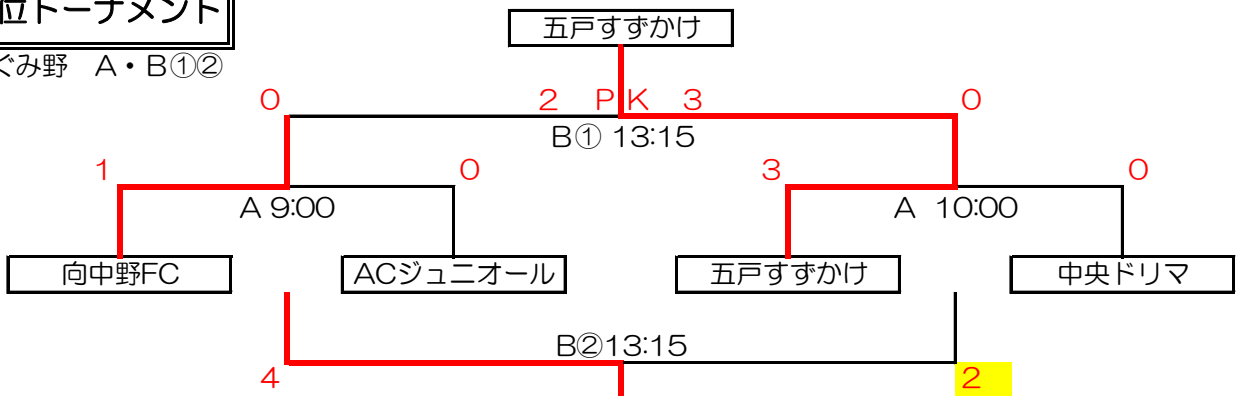 位トーナメント
五戸すずかけ
ぐみ野 A・B①②
0 2 PK 3 0
B① 13:15
1 0 3 0
A 9:00 A 10:00
向中野FC ACジュニオール 五戸すずかけ 中央ドリマ
B②13:15
4 2